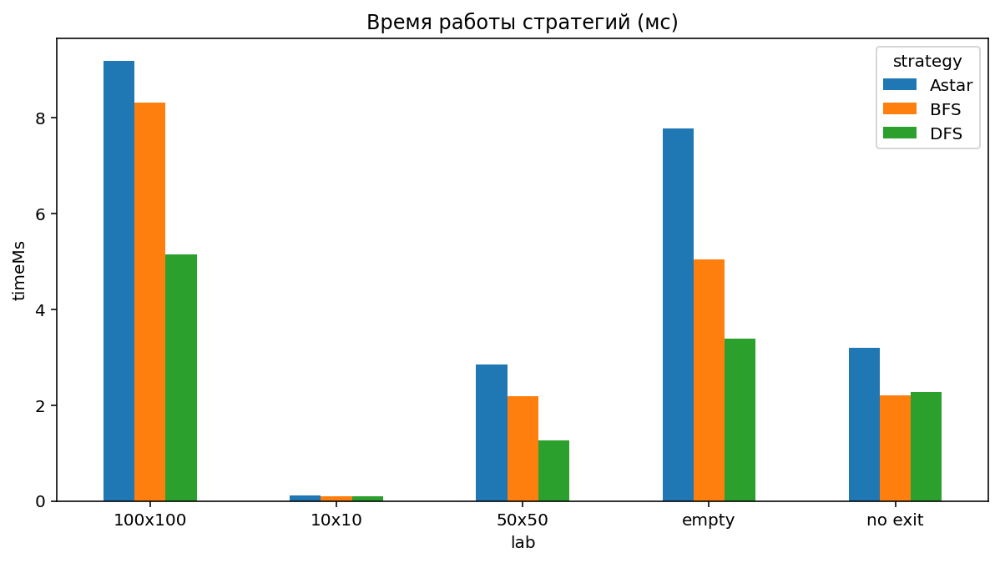 Время работы стратегий (мс)
strategy
Astar
BFS
DFS
timeMs
8
6
4
2
0
100x100
10x10
50x50
empty
no exit
lab